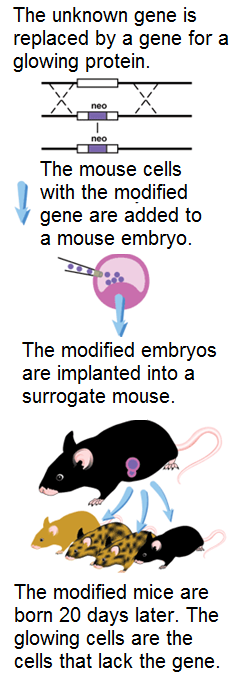 The unknown gene is
replaced by a gene for a
glowing protein.
neo
neo
The mouse cells
with the modified
gene are added to
a mouse embryo.
The modified embryos
are implanted into a
surrogate mouse.
The modified mice are
born 20 days later. The
glowing cells are the
cells that lack the gene.